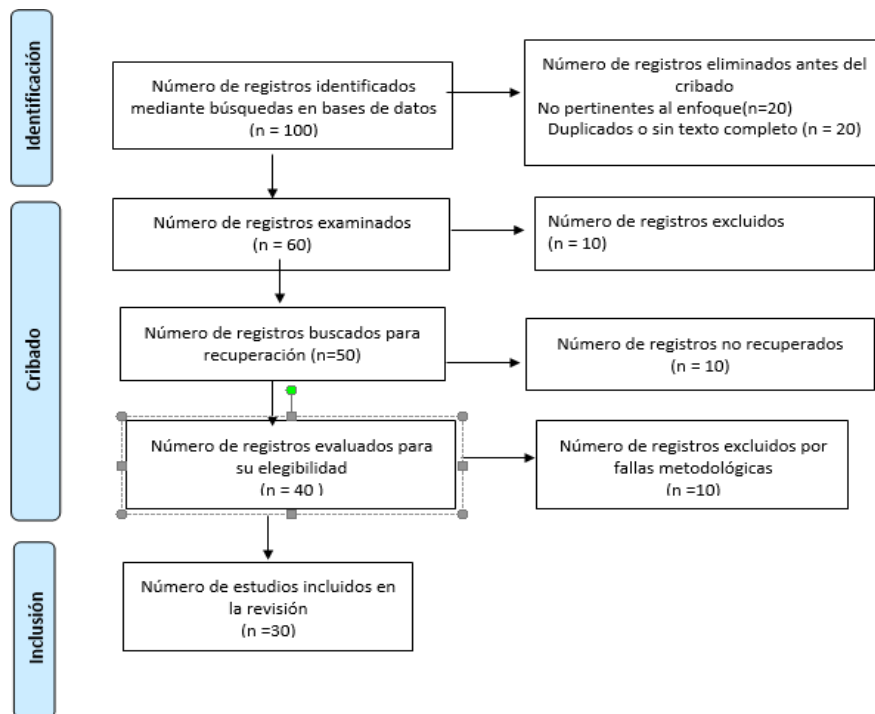 Identificación
Número de registros identificados
mediante búsquedas en bases de datos
(n = 100)
Número de registros eliminados antes del
cribado
No pertinentes al enfoque(n=20)
Duplicados o sin texto completo (n = 20)
Cribado
Número de registros examinados
(n = 60)
Número de registros excluidos
(n = 10)
Número de registros buscados para
recuperación (n=50)
Número de registros no recuperados
(n = 10)
Número de registros evaluados para
su elegibilidad
(n = 40 )
Número de registros excluidos por
fallas metodológicas
(n =10)
Inclusión
Número de estudios incluidos en
la revisión
(n =30)